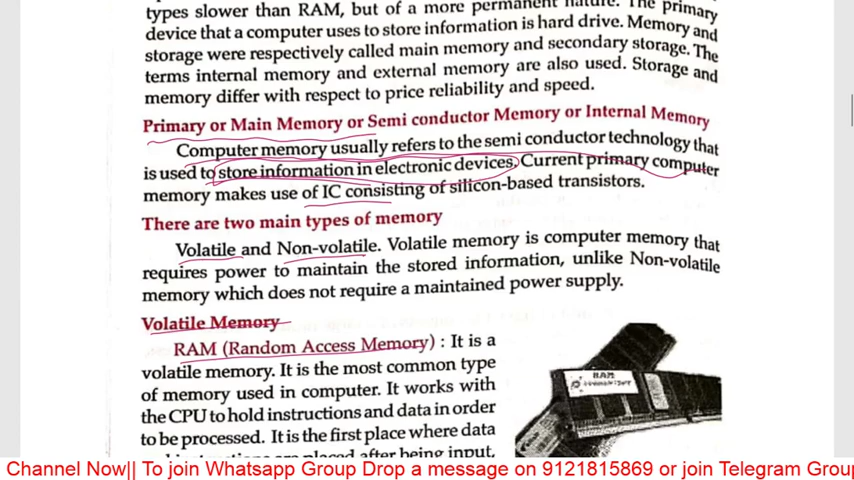 types slower than RAM, but of a more permanent nature. The primary
device that a computer uses to store information is hard drive. Memory and
storage were respectively called main memory and secondary storage. The
terms internal memory and external memory are also used. Storage and
memory differ with respect to price reliability and speed.
Primary or Main Memory or Semi conductor Memory or Internal Memory
Computer memory usually refers to the semi conductor technology that
is used to store information in electronic devices. Current primary computer
memory makes use of IC consisting of silicon-based transistors.
There are two main types of memory
Volatile and Non-volatile. Volatile memory is computer memory that
requires power to maintain the stored information, unlike Non-volatile
memory which does not require a maintained power supply.
Volatile Memory
RAM (Random Access Memory) : It is a
volatile memory. It is the most common type
of memory used in computer. It works with
the CPU to hold instructions and data in order
to be processed. It is the first place where data
placed after being input,
RAM
Channel Now|| To join Whatsapp Group Drop a message on 9121815869 or join Telegram Group